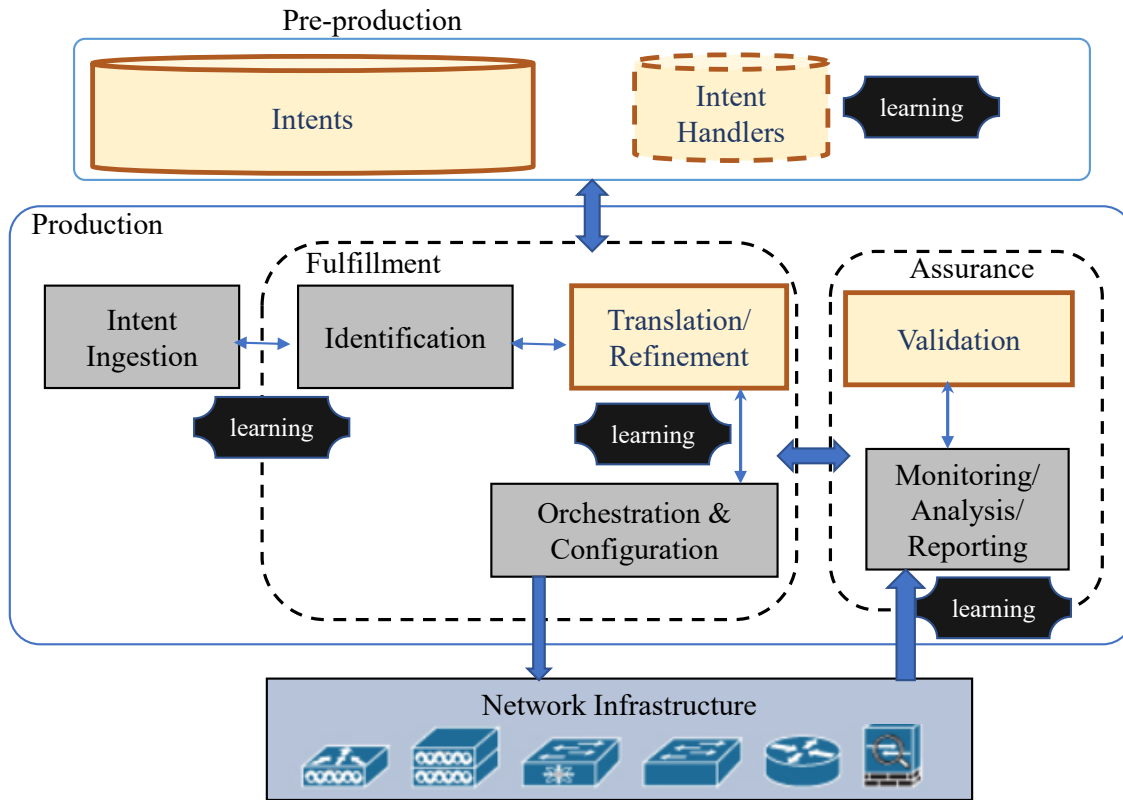 Pre-production
Intents
Intent
Handlers
learning
Production
Fulfillment
Assurance
Intent
Ingestion
Identification
Translation/
Refinement
Validation
learning
learning
Orchestration &
Configuration
Monitoring/
Analysis/
Reporting
learning
Network Infrastructure